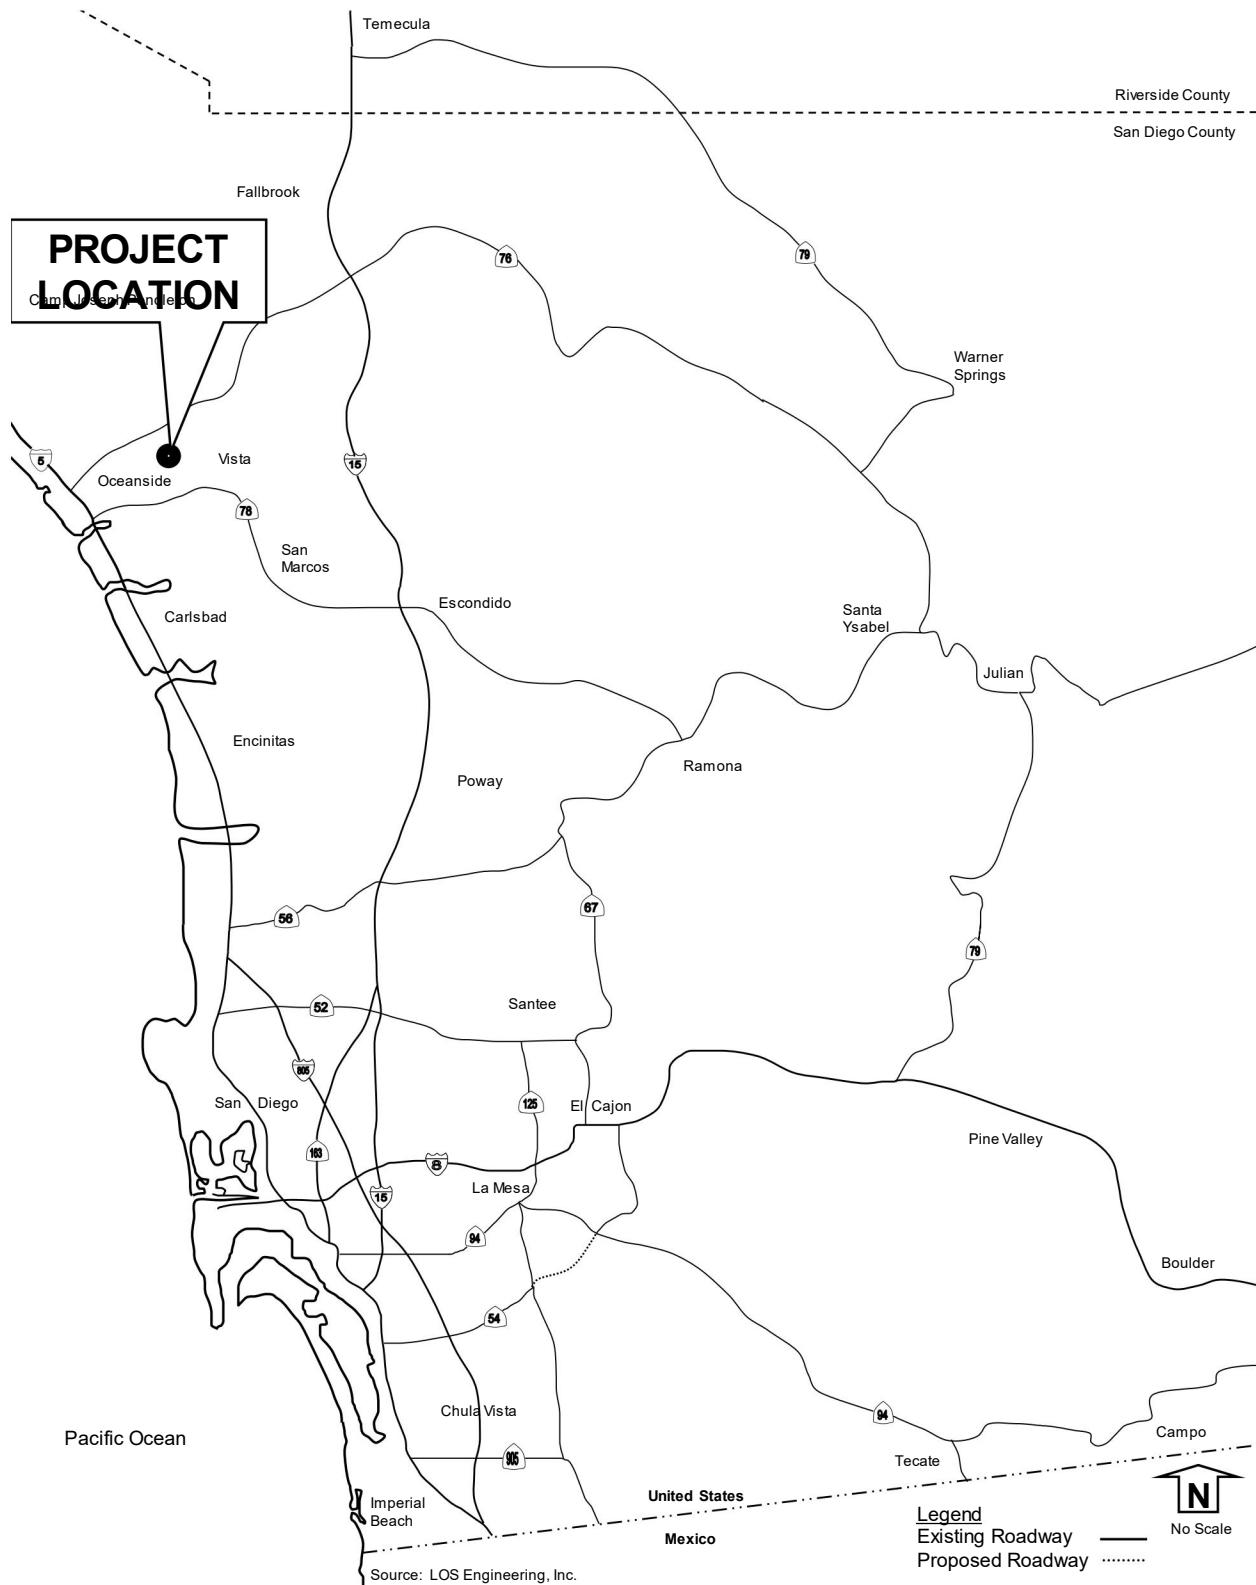 Temecula
Riverside County
San Diego County
Fallbrook
PROJECT
LOCATION
Camp Joseph Pendleton
76
79
Warner
Springs
5
Vista
15
Oceanside
78
San
Marcos
Escondido
Carlsbad
Santa
Ysabel
Julian
Encinitas
Ramona
Poway
56
67
79
52
Santee
805
San Diego
125
El Cajon
163
8
Pine Valley
La Mesa
15
94
Boulder
54
Chula Vista
94
Pacific Ocean
905
Campo
Tecate
Imperial
Beach
United States
Mexico
N
No Scale
Legend
Existing Roadway
Proposed Roadway
Source: LOS Engineering, Inc.